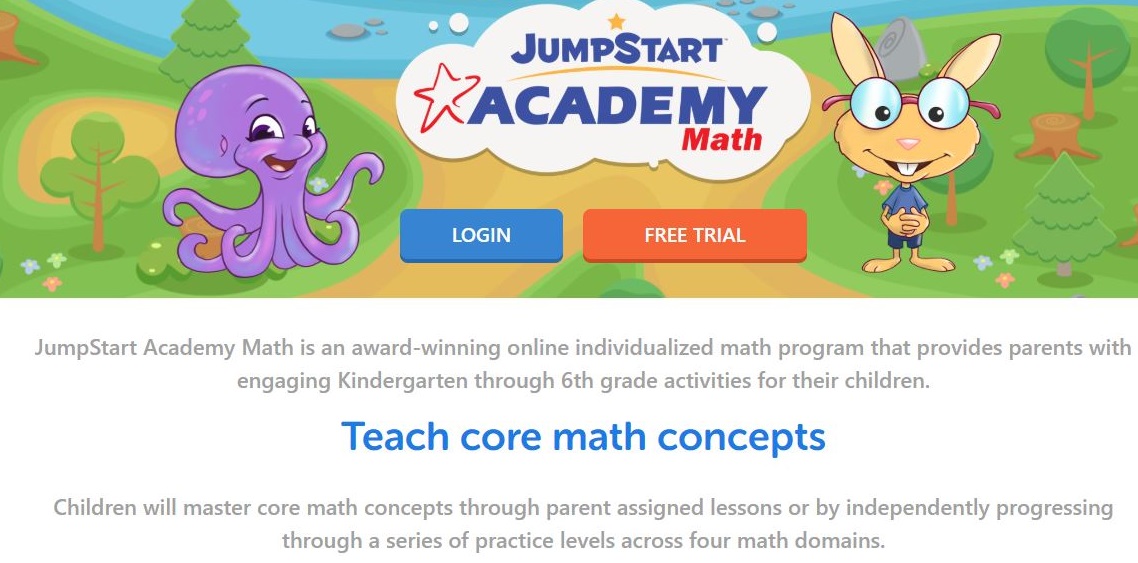 JUMPSTART™
ACADEMY
Math
LOGIN
FREE TRIAL
JumpStart Academy Math is an award-winning online individualized math program that provides parents with
engaging Kindergarten through 6th grade activities for their children.
Teach core math concepts
Children will master core math concepts through parent assigned lessons or by independently progressing
through a series of practice levels across four math domains.